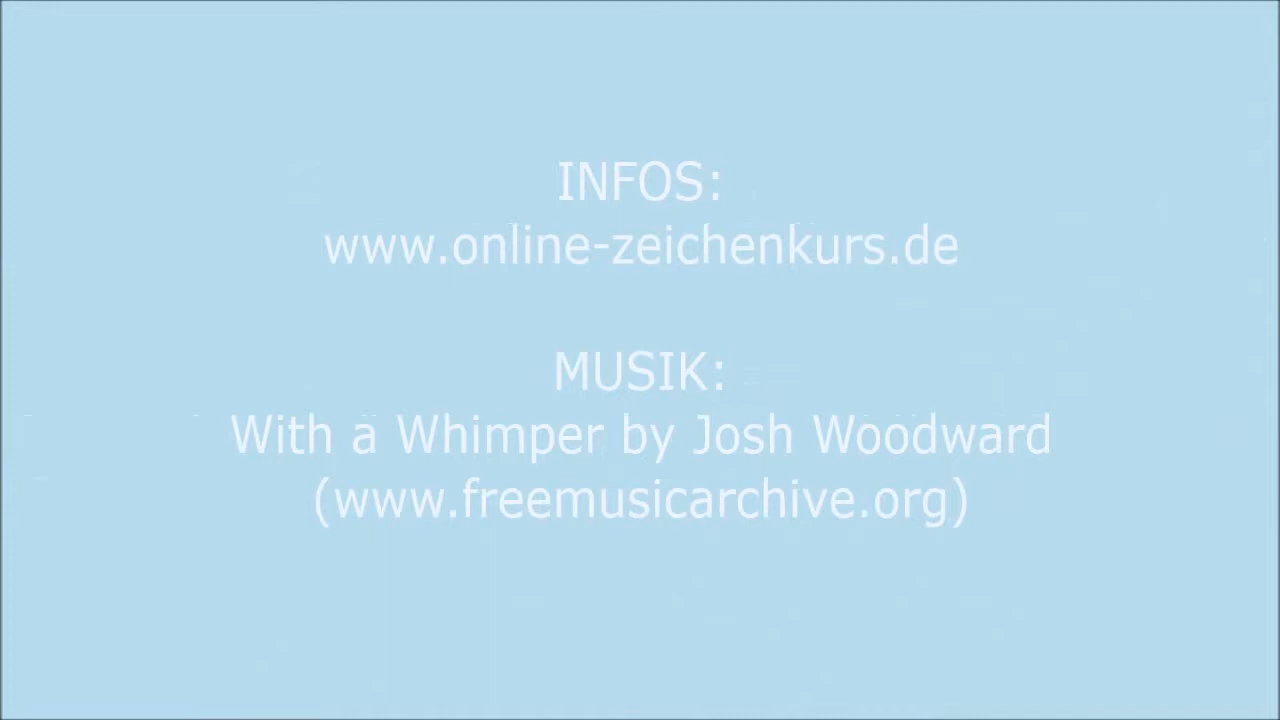 INFOS:
www.online-zeichenkurs.de
MUSIK:
With a Whimper by Josh Woodward
(www.freemusicarchive.org)